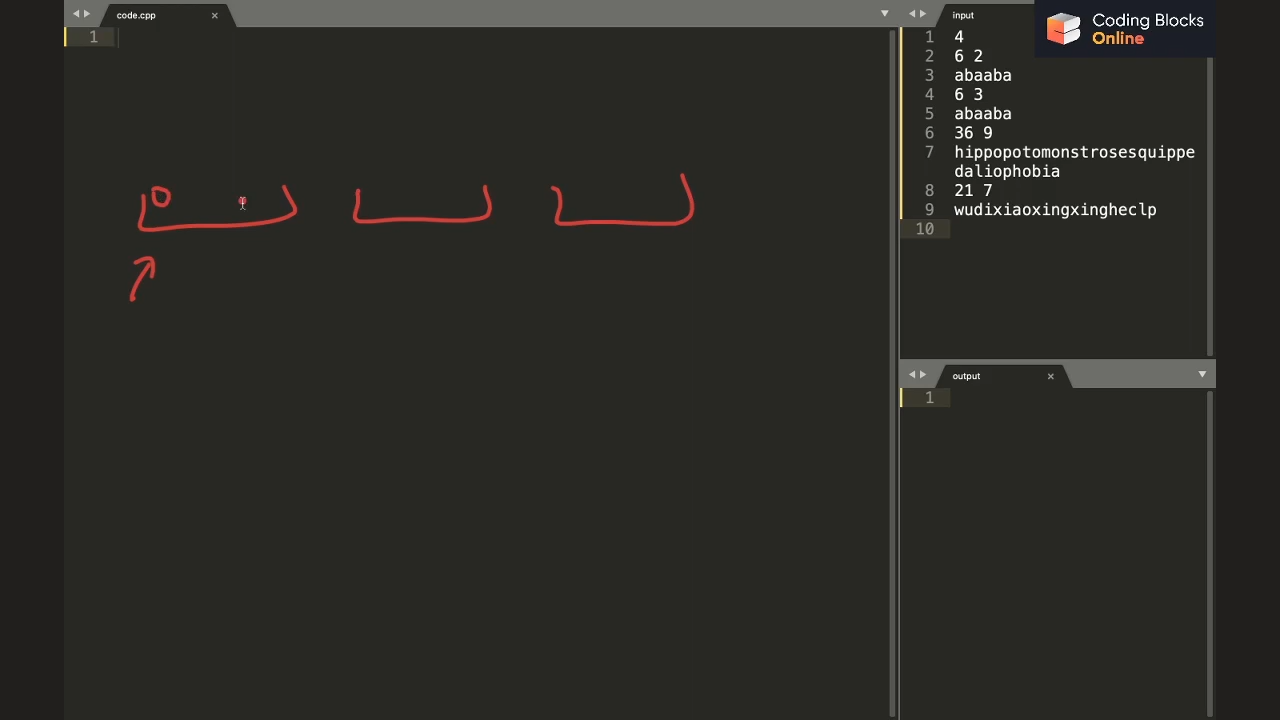 code.cpp
1
input
1 4
2 6 2
3 abaaba
4 6 3
5 abaaba
6 36 9
7 hippopotomonstrosesquippe
daliophobia
8 21 7
9 wudixiaoxingxingheclp
10
Coding Blocks
Online
output
1
0